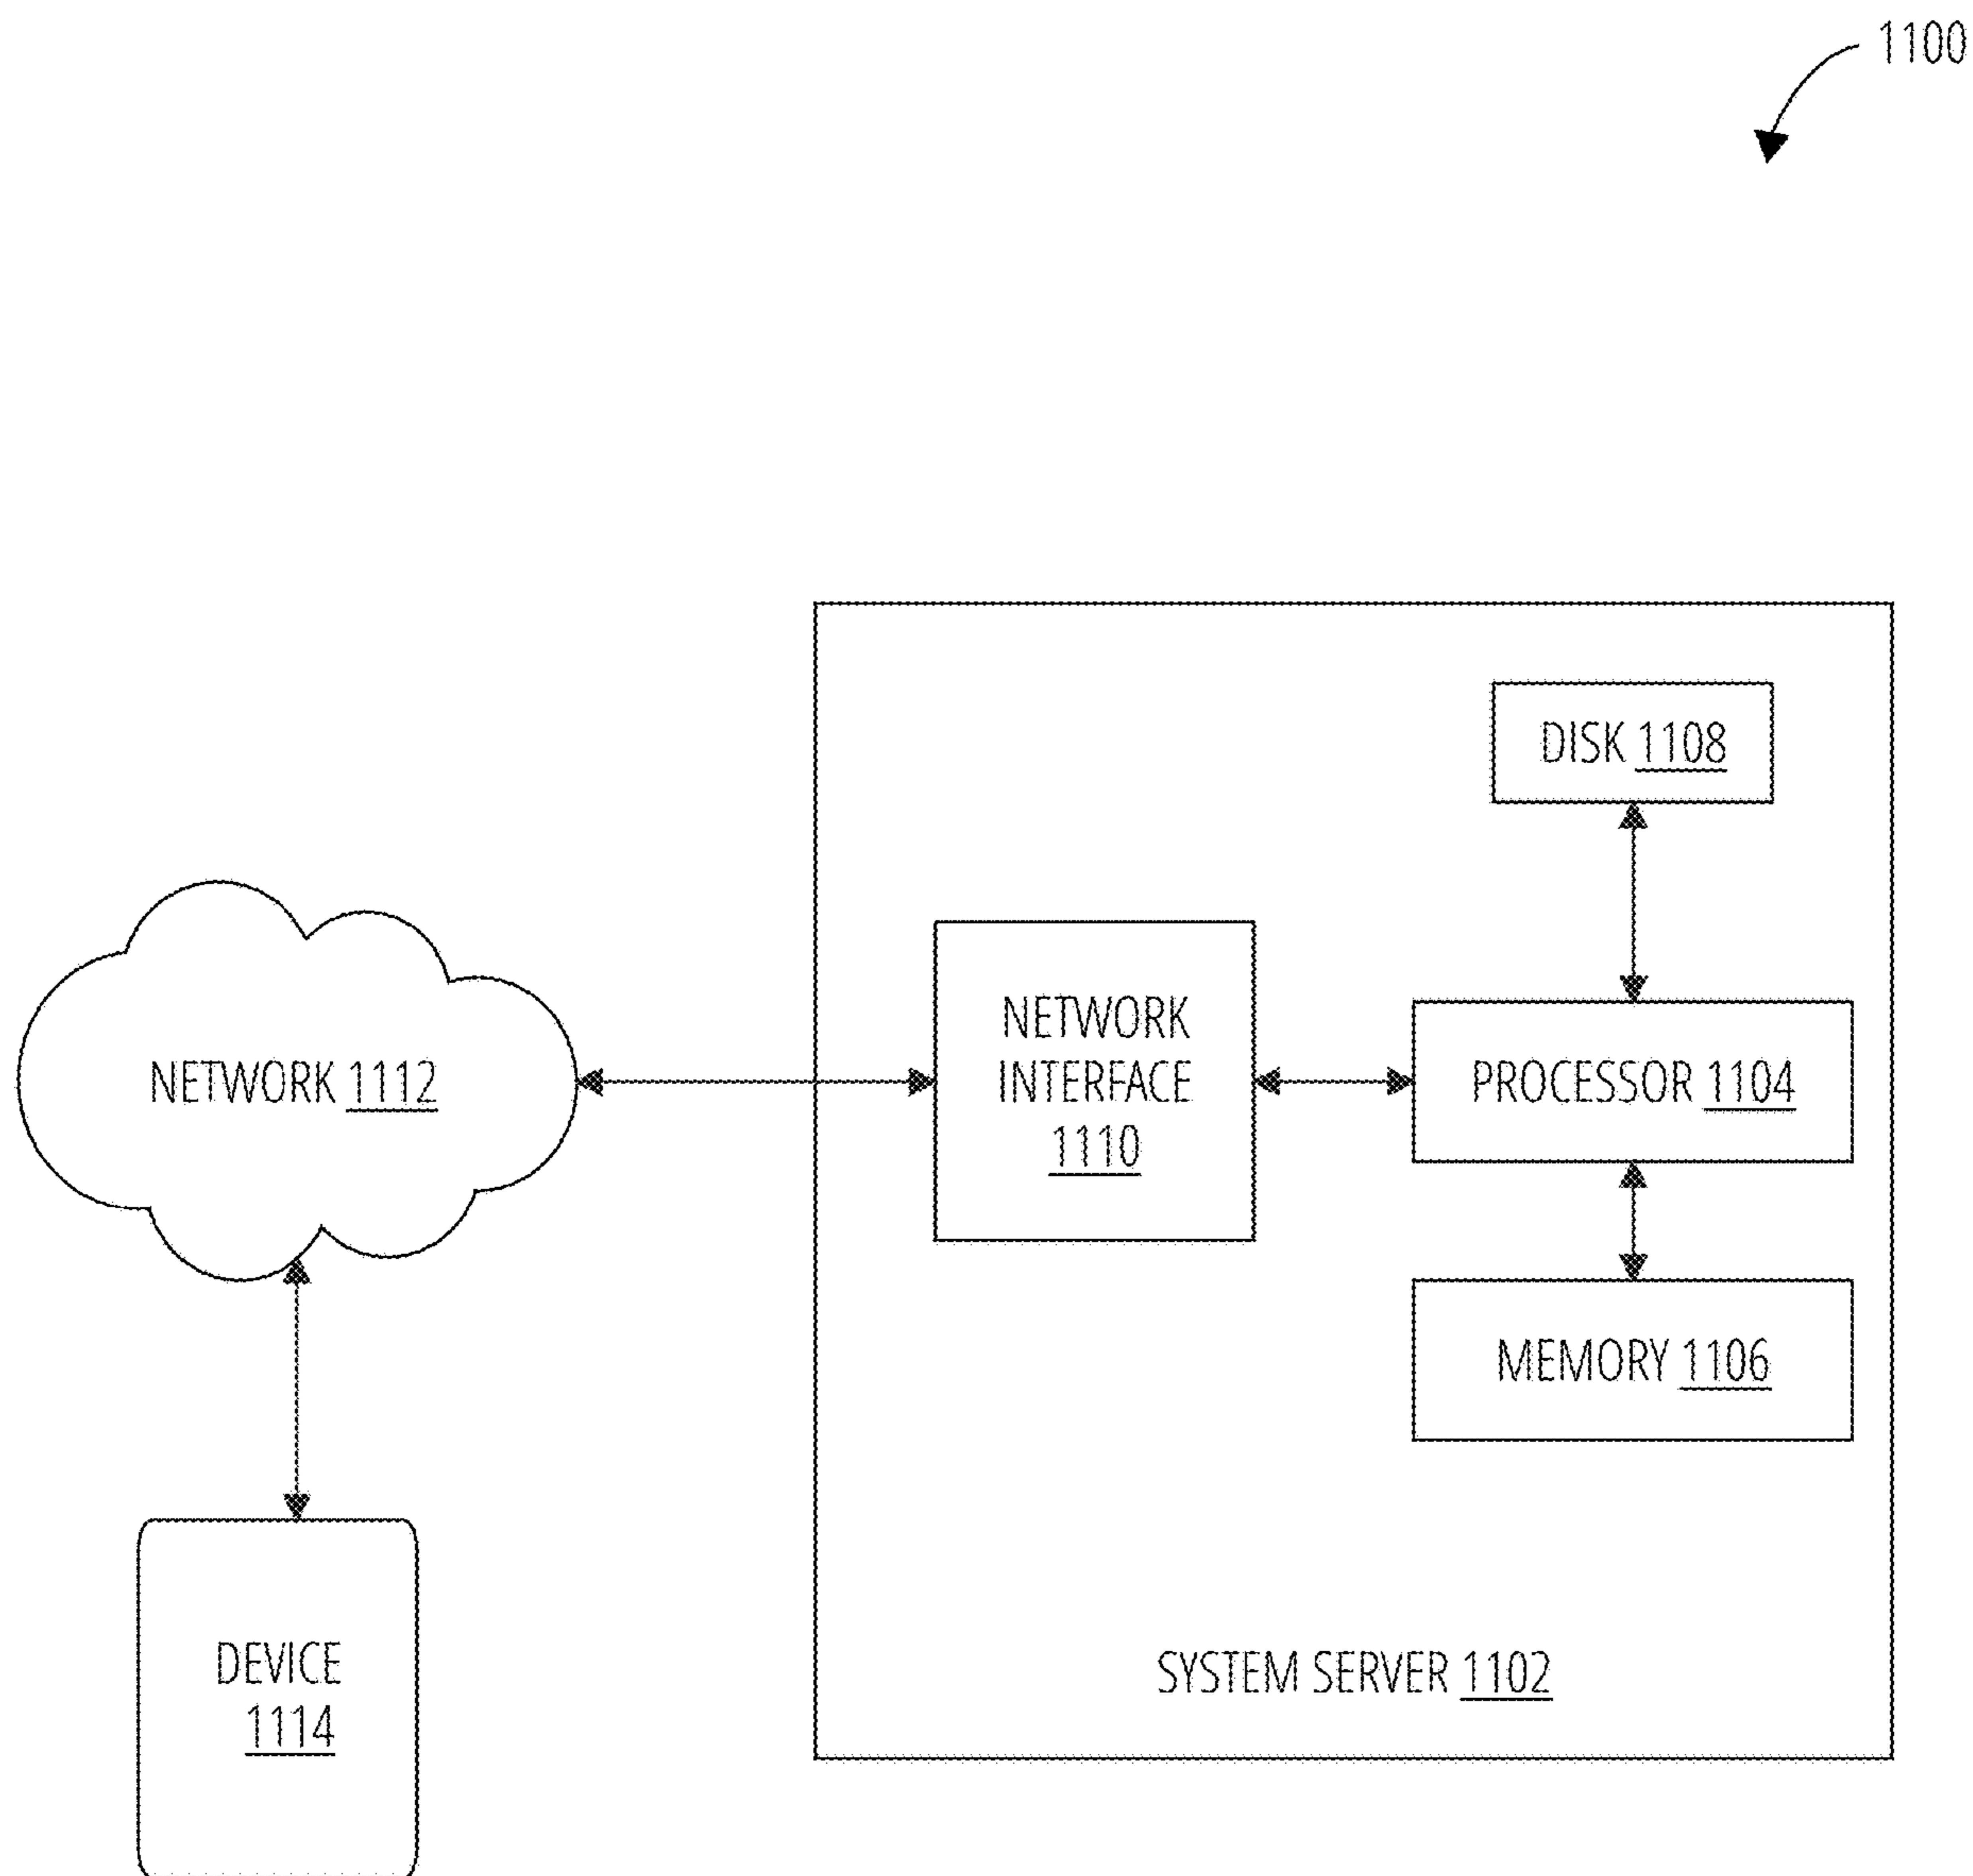 1100
DISK 1108
NETWORK
INTERFACE
1110
PROCESSOR 1104
NETWORK 1112
MEMORY 1106
DEVICE
1114
SYSTEM SERVER 1102